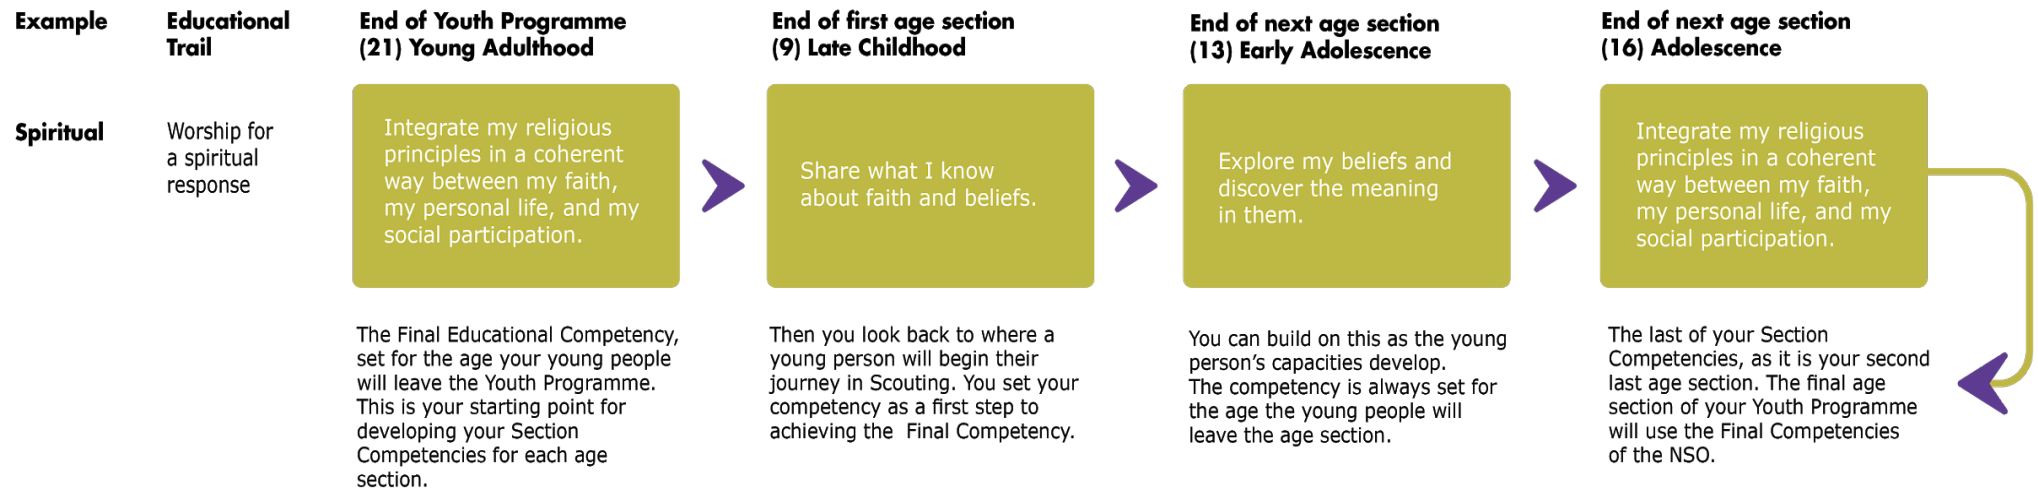 Example
Educational
Trail
End of Youth Programme
(21) Young Adulthood
End of first age section
(9) Late Childhood
End of next age section
(13) Early Adolescence
End of next age section
(16) Adolescence
Spiritual
Worship for
a spiritual
response
Integrate my religious
principles in a coherent
way between my faith,
my personal life, and my
social participation.
Share what I know
about faith and beliefs.
Explore my beliefs and
discover the meaning
in them.
Integrate my religious
principles in a coherent
way between my faith,
my personal life, and my
social participation.
The Final Educational Competency,
set for the age your young people
will leave the Youth Programme.
This is your starting point for
developing your Section
Competencies for each age
section.
Then you look back to where a
young person will begin their
journey in Scouting. You set your
competency as a first step to
achieving the  Final Competency.
You can build on this as the young
person’s capacities develop.
The competency is always set for
the age the young people will
leave the age section.
The last of your Section
Competencies, as it is your second
last age section. The final age
section of your Youth Programme
will use the Final Competencies
of the NSO.